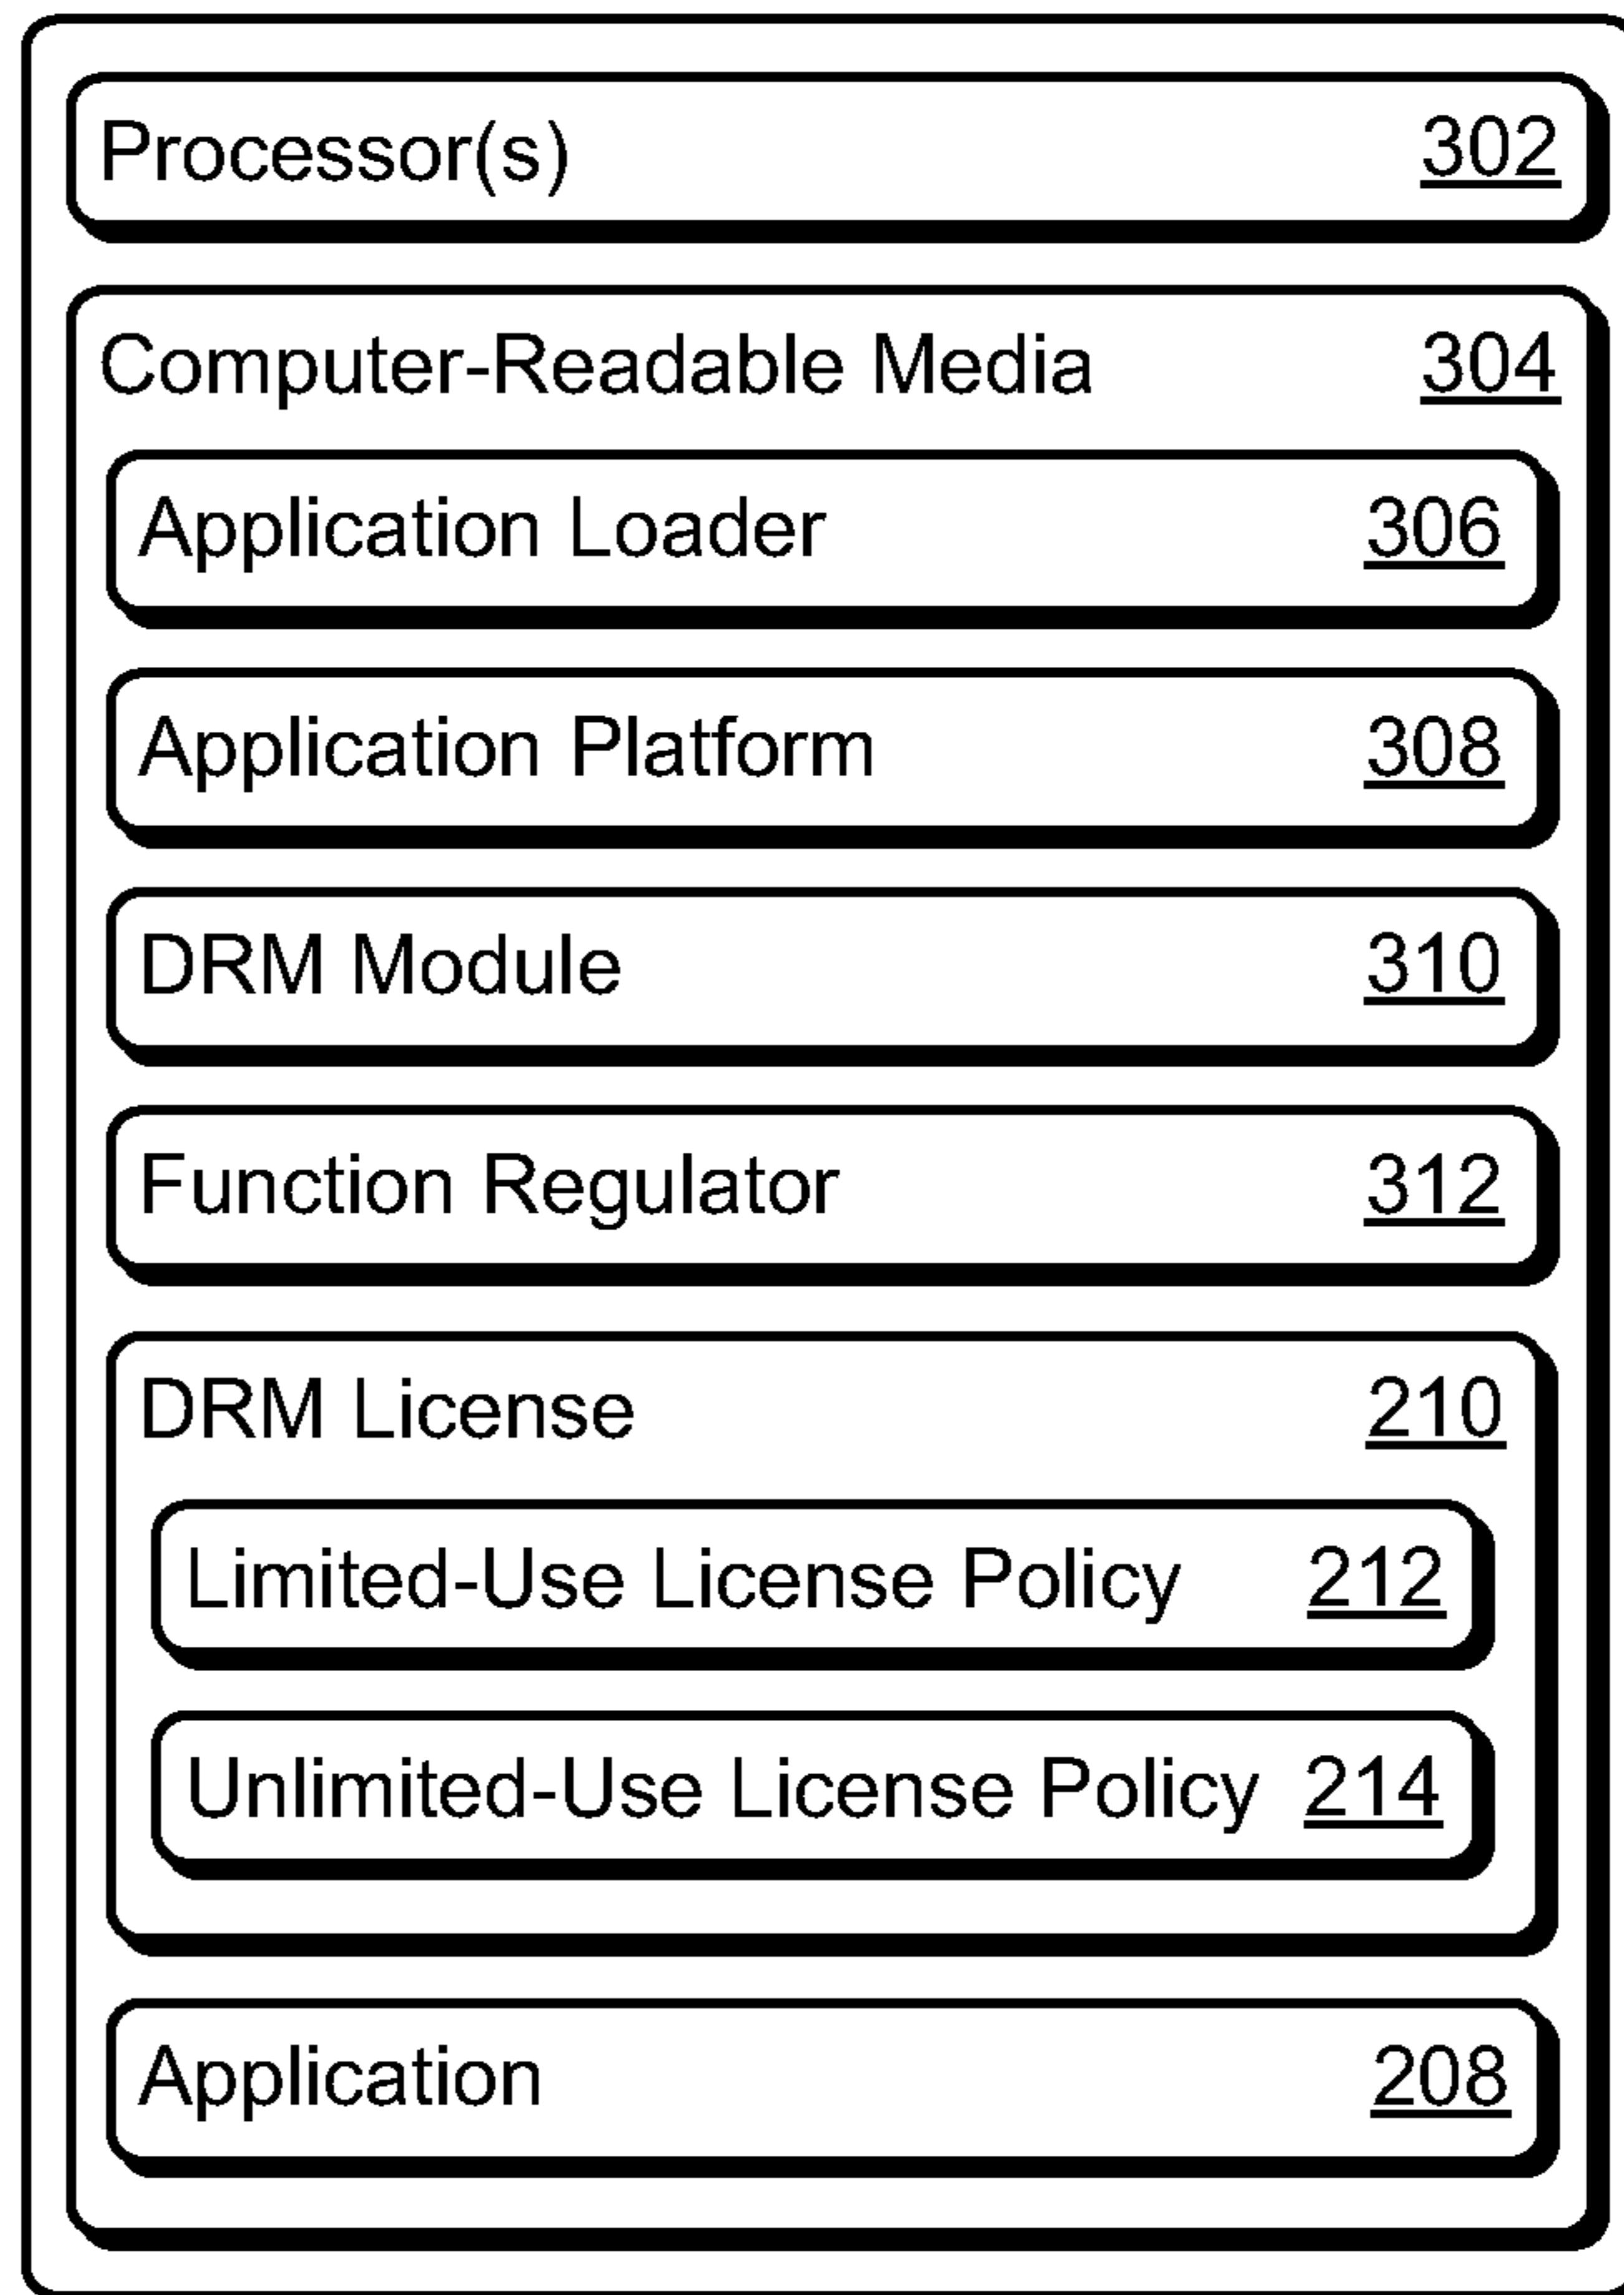 Processor(s) 302
Computer-Readable Media 304
Application Loader 306
Application Platform 308
DRM Module 310
Function Regulator 312
DRM License 210
Limited-Use License Policy 212
Unlimited-Use License Policy 214
Application 208